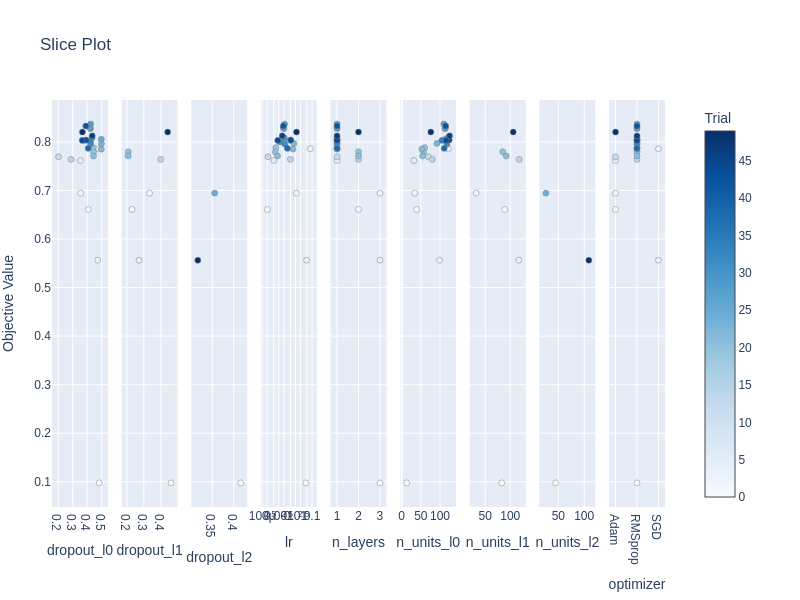 Slice Plot
Trial
Objective Value
0.8
0.7
0.6
0.5
0.4
0.3
0.2
0.1
45
40
35
30
25
20
15
10
5
0
0.2 0.3 0.4 0.5
0.2 0.3 0.4
0.35 0.4
0.1
1 2 3
0 50 100
50 100
50 100
Adam RMSprop SGD
dropout_l0 dropout_l1 dropout_l2 lr n_layers n_units_l0 n_units_l1 n_units_l2 optimizer